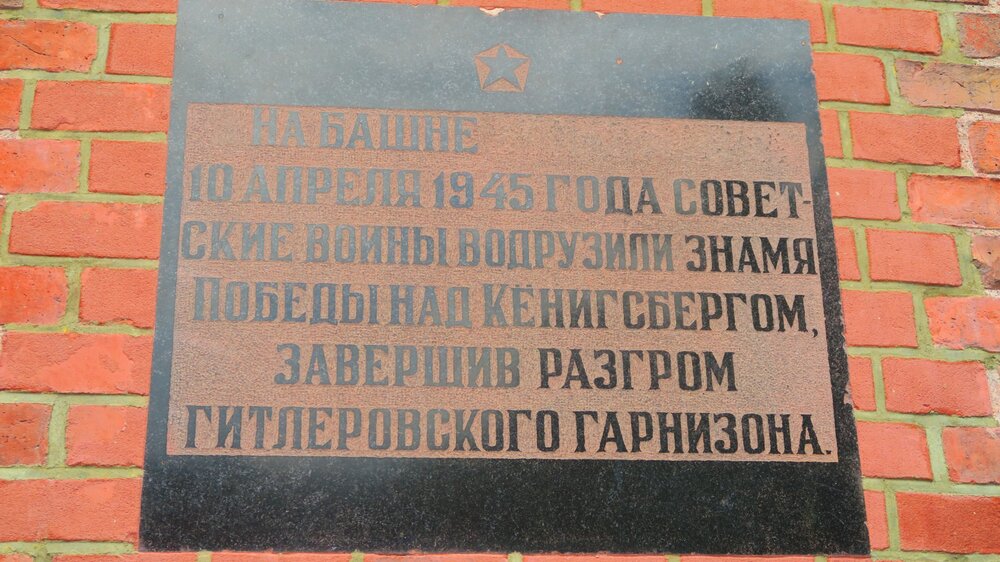 НА БАШНЕ
10 АПРЕЛЯ 1945 ГОДА СОВЕТ-
СКИЕ ВОИНЫ ВОДРУЗИЛИ ЗНАМЯ
ПОБЕДЫ НАД КЁНИГСБЕРГОМ,
ЗАВЕРШИВ РАЗГРОМ
ГИТЛЕРОВСКОГО ГАРНИЗОНА.